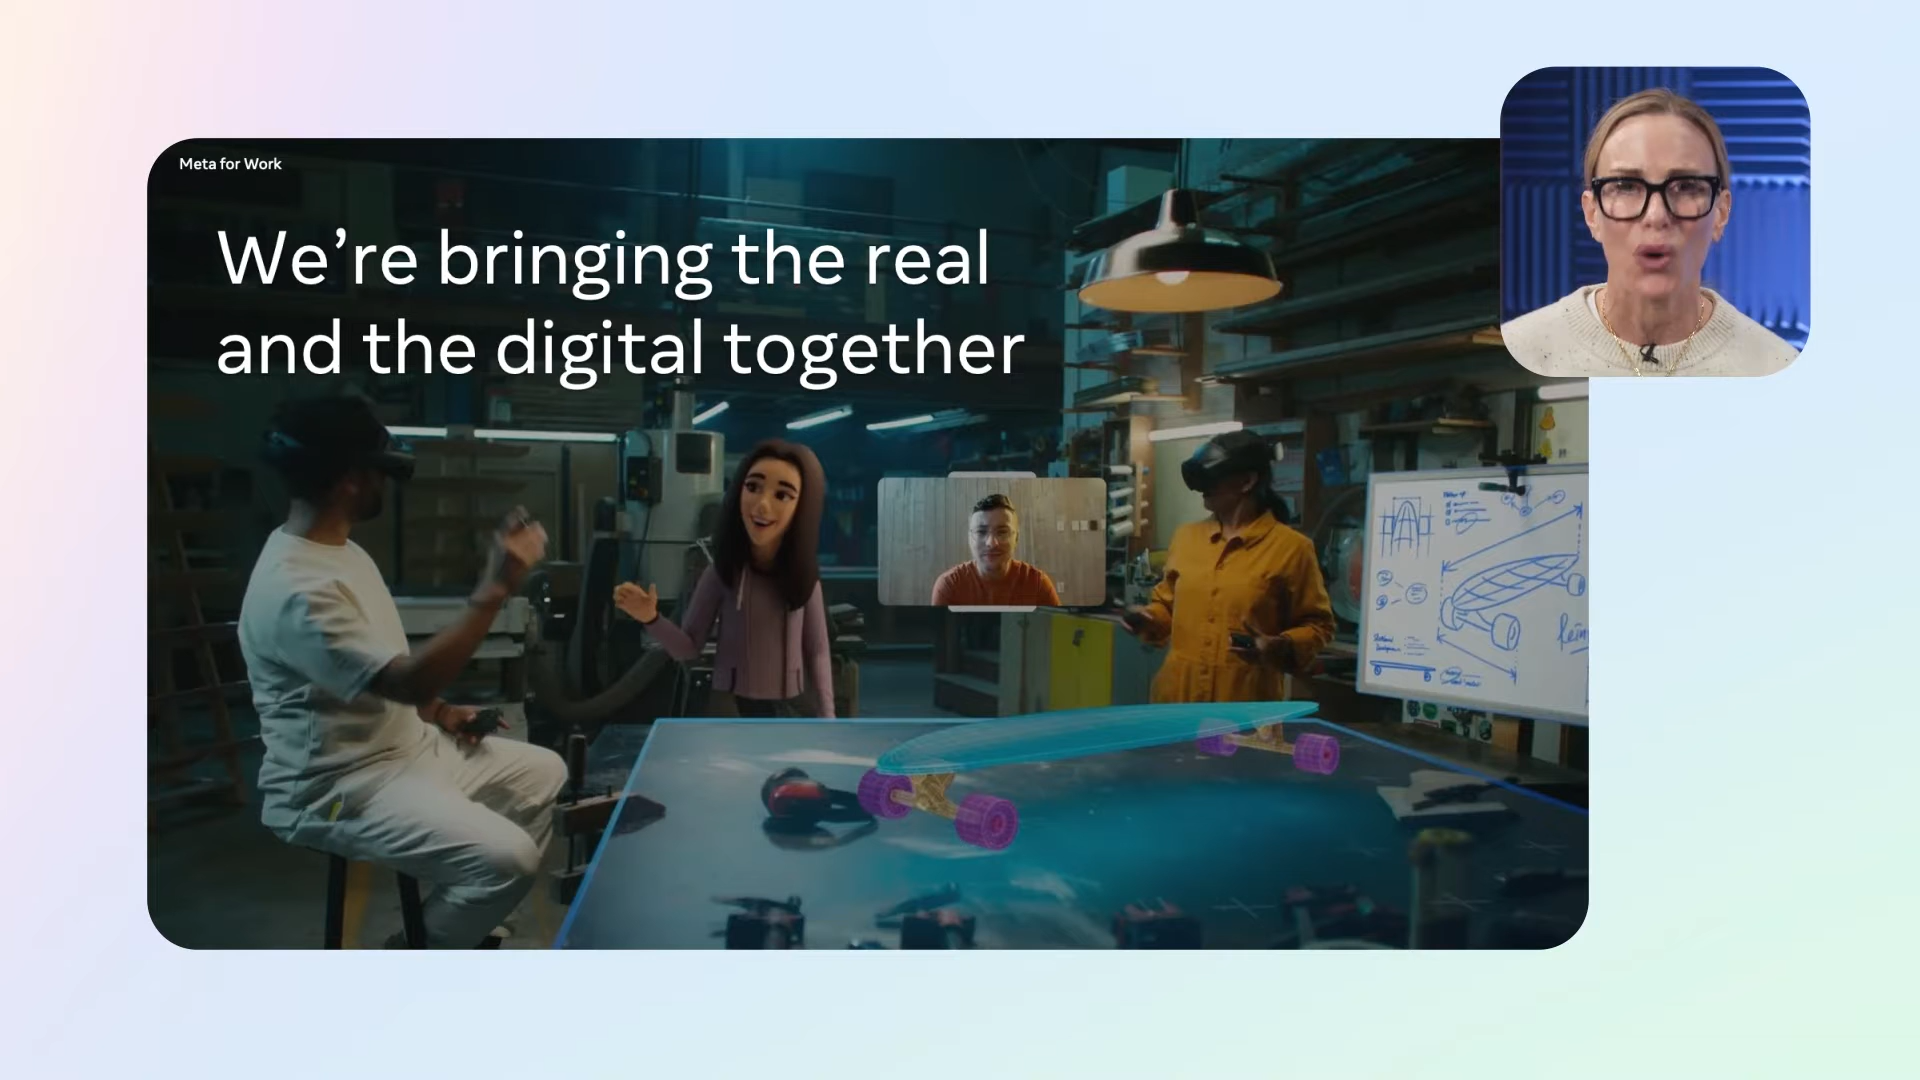 Meta for Work
We’re bringing the real
and the digital together